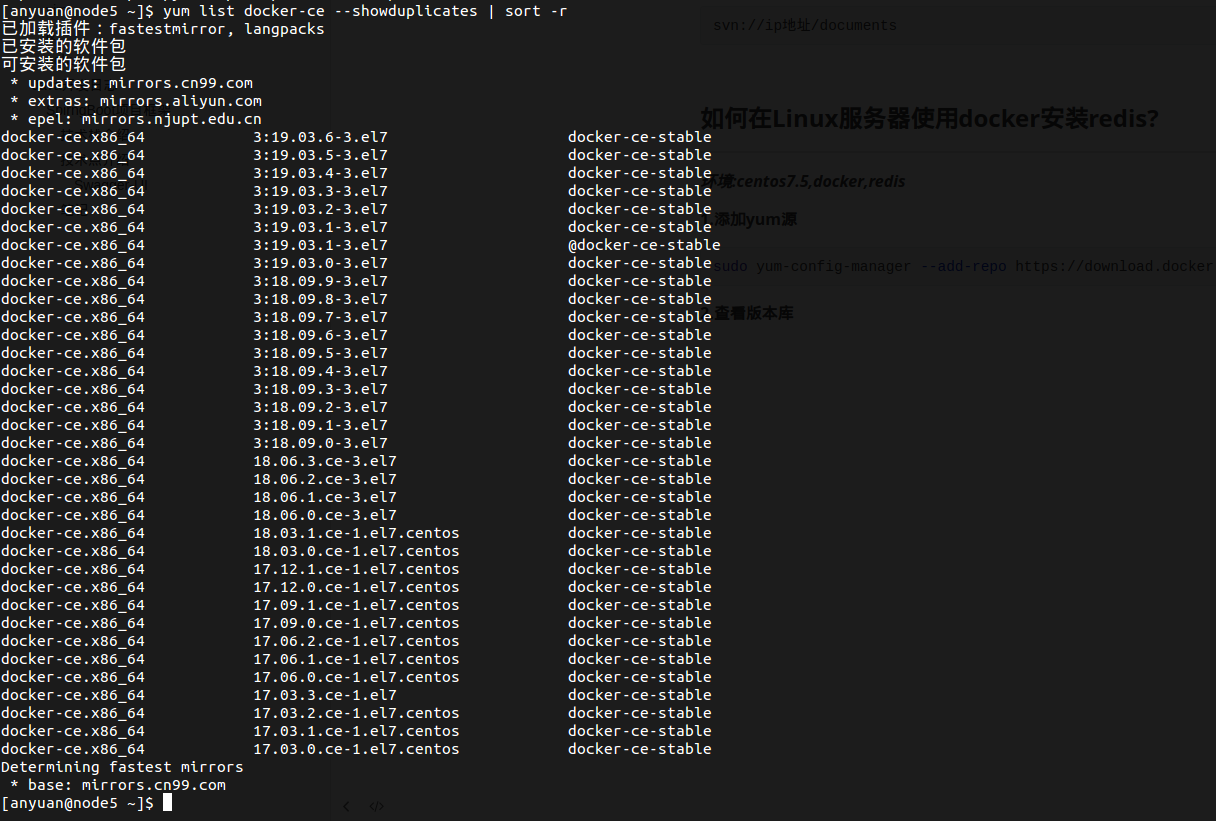 [anyuan@node5 ~]$ yum list docker-ce --showduplicates | sort -r
已加载插件：fastestmirror, langpacks
已安装的软件包
可安装的软件包
 * updates: mirrors.cn99.com
 * extras: mirrors.aliyun.com
 * epel: mirrors.njupt.edu.cn
docker-ce.x86_64 3:19.03.6-3.el7 docker-ce-stable
docker-ce.x86_64 3:19.03.5-3.el7 docker-ce-stable
docker-ce.x86_64 3:19.03.4-3.el7 docker-ce-stable
docker-ce.x86_64 3:19.03.3-3.el7 docker-ce-stable
docker-ce.x86_64 3:19.03.2-3.el7 docker-ce-stable
docker-ce.x86_64 3:19.03.1-3.el7 docker-ce-stable
docker-ce.x86_64 3:19.03.1-3.el7 @docker-ce-stable
docker-ce.x86_64 3:19.03.0-3.el7 docker-ce-stable
docker-ce.x86_64 3:18.09.9-3.el7 docker-ce-stable
docker-ce.x86_64 3:18.09.8-3.el7 docker-ce-stable
docker-ce.x86_64 3:18.09.7-3.el7 docker-ce-stable
docker-ce.x86_64 3:18.09.6-3.el7 docker-ce-stable
docker-ce.x86_64 3:18.09.5-3.el7 docker-ce-stable
docker-ce.x86_64 3:18.09.4-3.el7 docker-ce-stable
docker-ce.x86_64 3:18.09.3-3.el7 docker-ce-stable
docker-ce.x86_64 3:18.09.2-3.el7 docker-ce-stable
docker-ce.x86_64 3:18.09.1-3.el7 docker-ce-stable
docker-ce.x86_64 3:18.09.0-3.el7 docker-ce-stable
docker-ce.x86_64 18.06.3.ce-3.el7 docker-ce-stable
docker-ce.x86_64 18.06.2.ce-3.el7 docker-ce-stable
docker-ce.x86_64 18.06.1.ce-3.el7 docker-ce-stable
docker-ce.x86_64 18.06.0.ce-3.el7 docker-ce-stable
docker-ce.x86_64 18.03.1.ce-1.el7.centos docker-ce-stable
docker-ce.x86_64 18.03.0.ce-1.el7.centos docker-ce-stable
docker-ce.x86_64 17.12.1.ce-1.el7.centos docker-ce-stable
docker-ce.x86_64 17.12.0.ce-1.el7.centos docker-ce-stable
docker-ce.x86_64 17.09.1.ce-1.el7.centos docker-ce-stable
docker-ce.x86_64 17.09.0.ce-1.el7.centos docker-ce-stable
docker-ce.x86_64 17.06.2.ce-1.el7.centos docker-ce-stable
docker-ce.x86_64 17.06.1.ce-1.el7.centos docker-ce-stable
docker-ce.x86_64 17.06.0.ce-1.el7.centos docker-ce-stable
docker-ce.x86_64 17.03.3.ce-1.el7 docker-ce-stable
docker-ce.x86_64 17.03.2.ce-1.el7.centos docker-ce-stable
docker-ce.x86_64 17.03.1.ce-1.el7.centos docker-ce-stable
docker-ce.x86_64 17.03.0.ce-1.el7.centos docker-ce-stable
Determining fastest mirrors
 * base: mirrors.cn99.com
[anyuan@node5 ~]$
svn://ip地址/documents
如何在Linux服务器使用docker安装redis?
环境:centos7.5,docker,redis
1.添加yum源
sudo yum-config-manager --add-repo https://download.docker
2.查看版本库